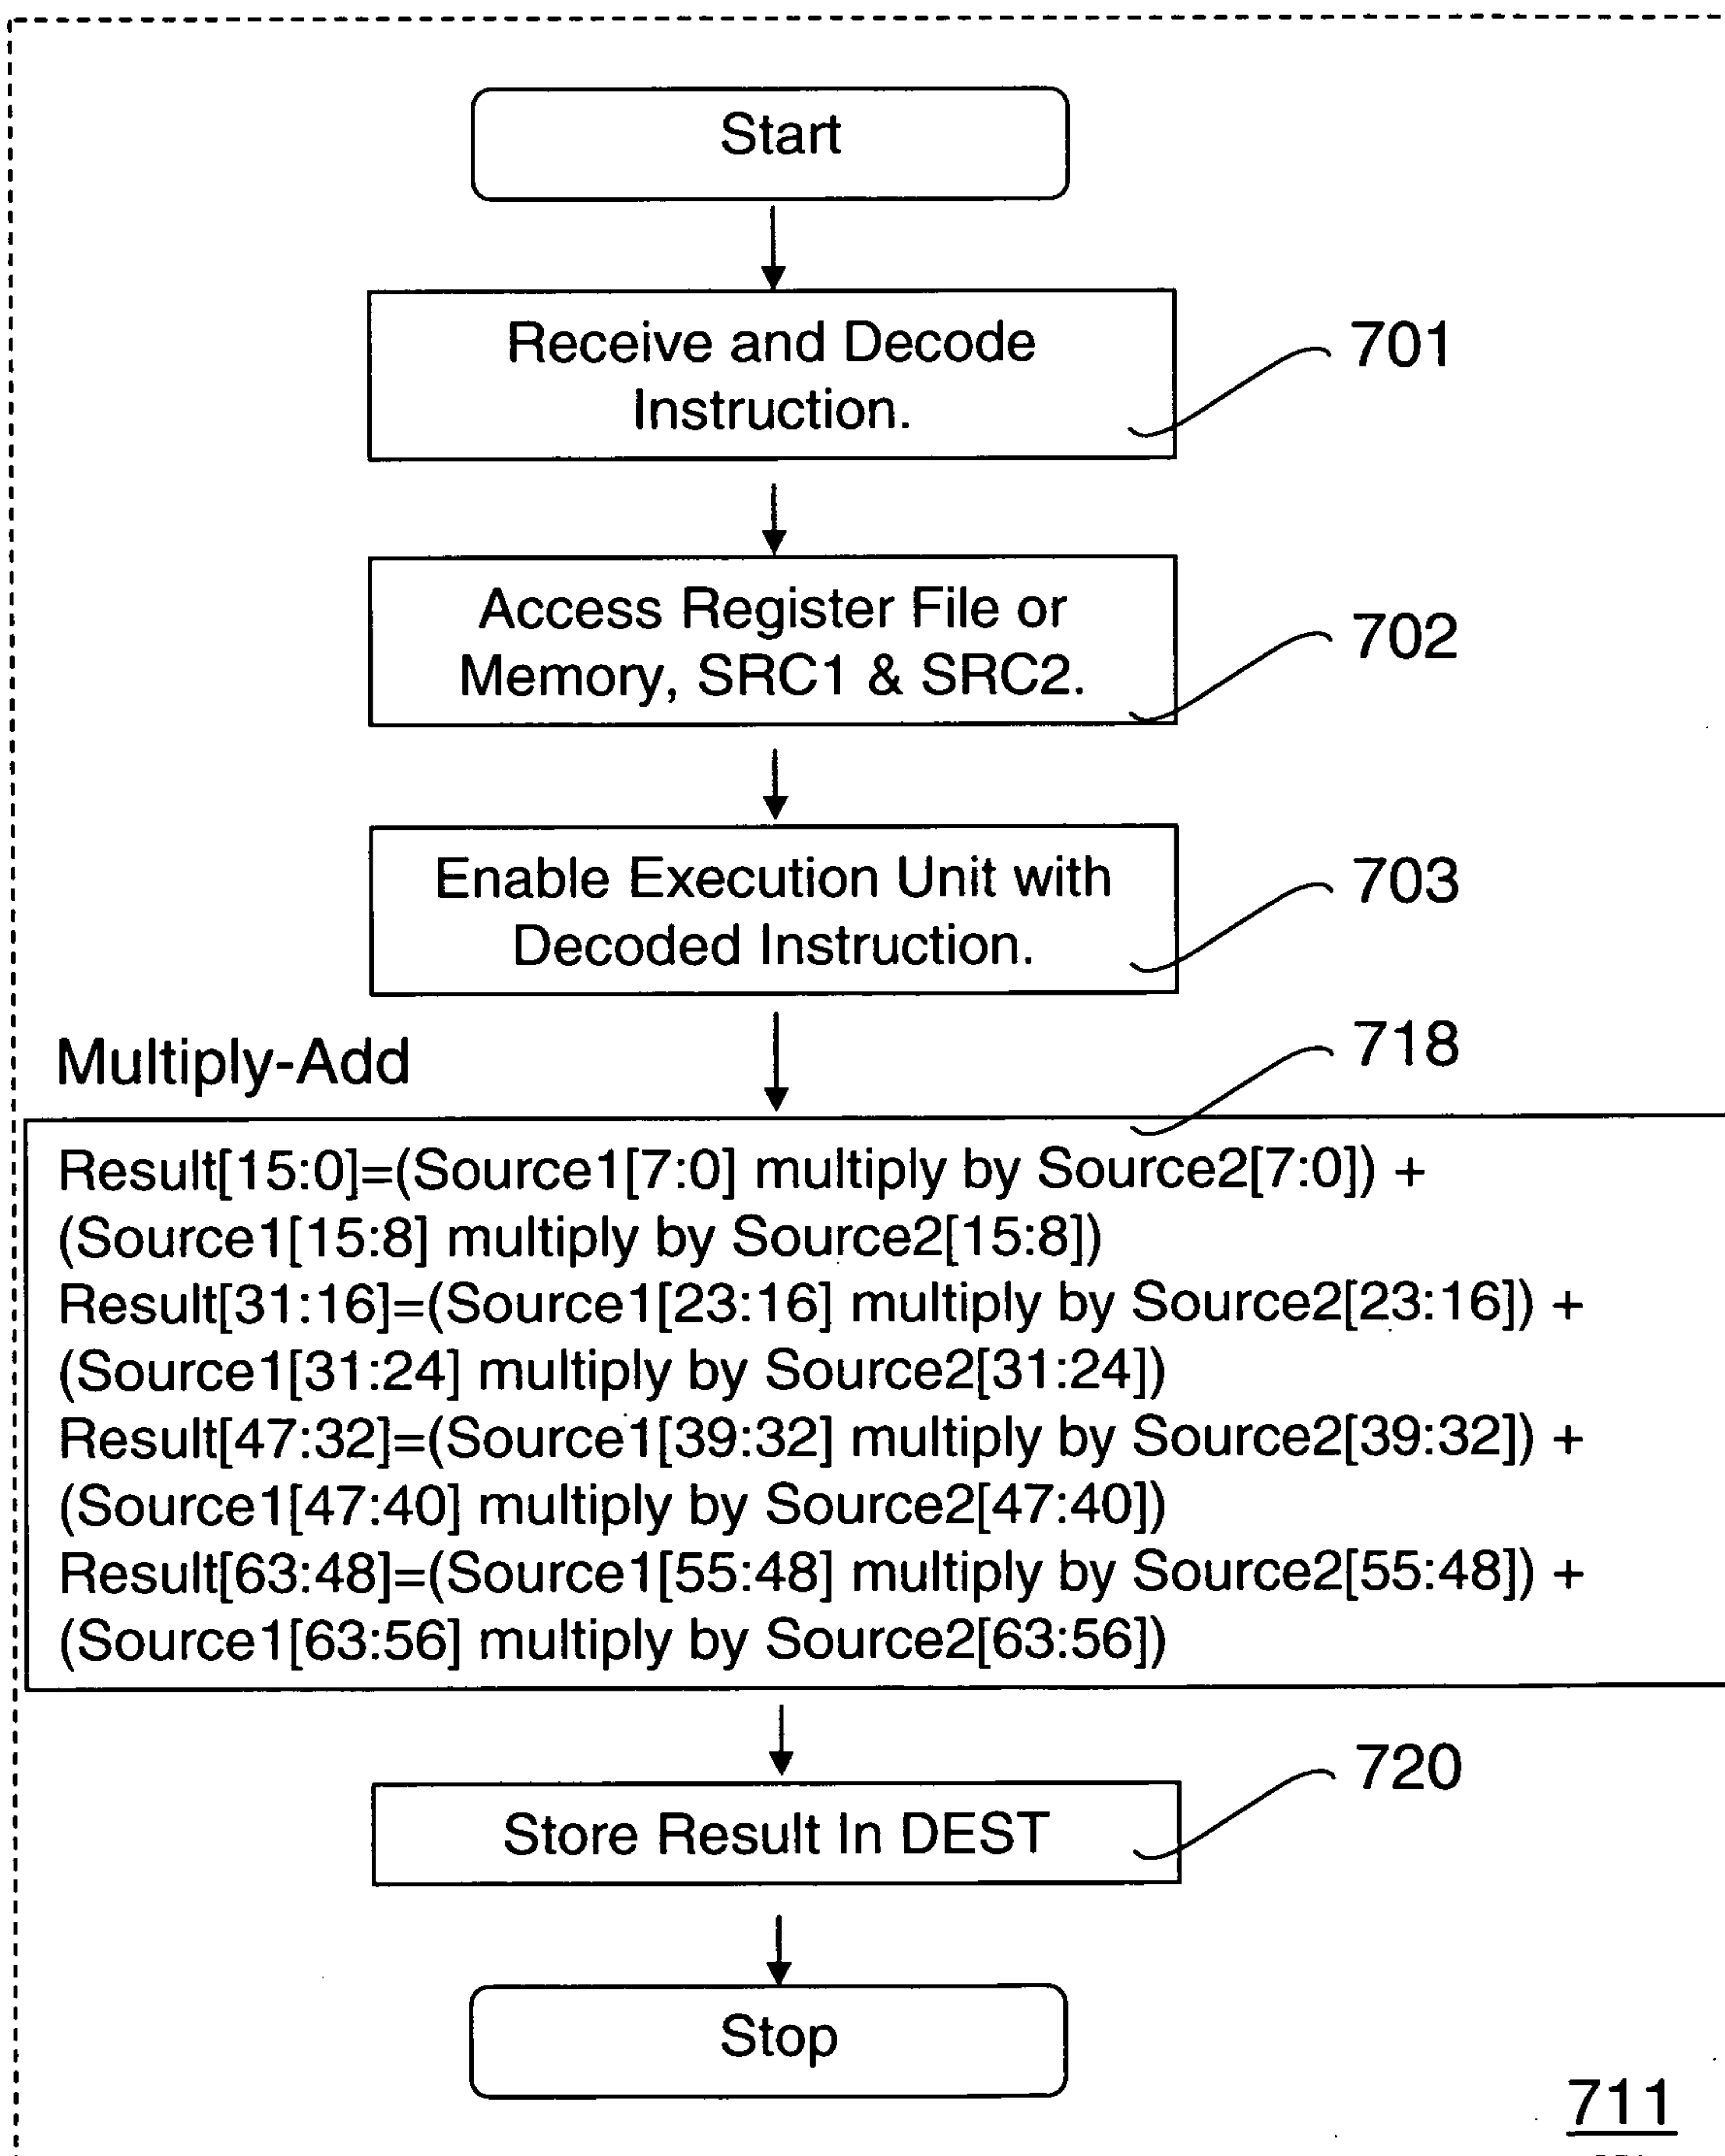 Start
Receive and Decode
Instruction.
701
Access Register File or
Memory, SRC1 & SRC2.
702
Enable Execution Unit with
Decoded Instruction.
703
Multiply-Add
718
Result[15:0]=(Source1[7:0] multiply by Source2[7:0]) +
(Source1[15:8] multiply by Source2[15:8])
Result[31:16]=(Source1[23:16] multiply by Source2[23:16]) +
(Source1[31:24] multiply by Source2[31:24])
Result[47:32]=(Source1[39:32] multiply by Source2[39:32]) +
(Source1[47:40] multiply by Source2[47:40])
Result[63:48]=(Source1[55:48] multiply by Source2[55:48]) +
(Source1[63:56] multiply by Source2[63:56])
Store Result In DEST
720
Stop
711